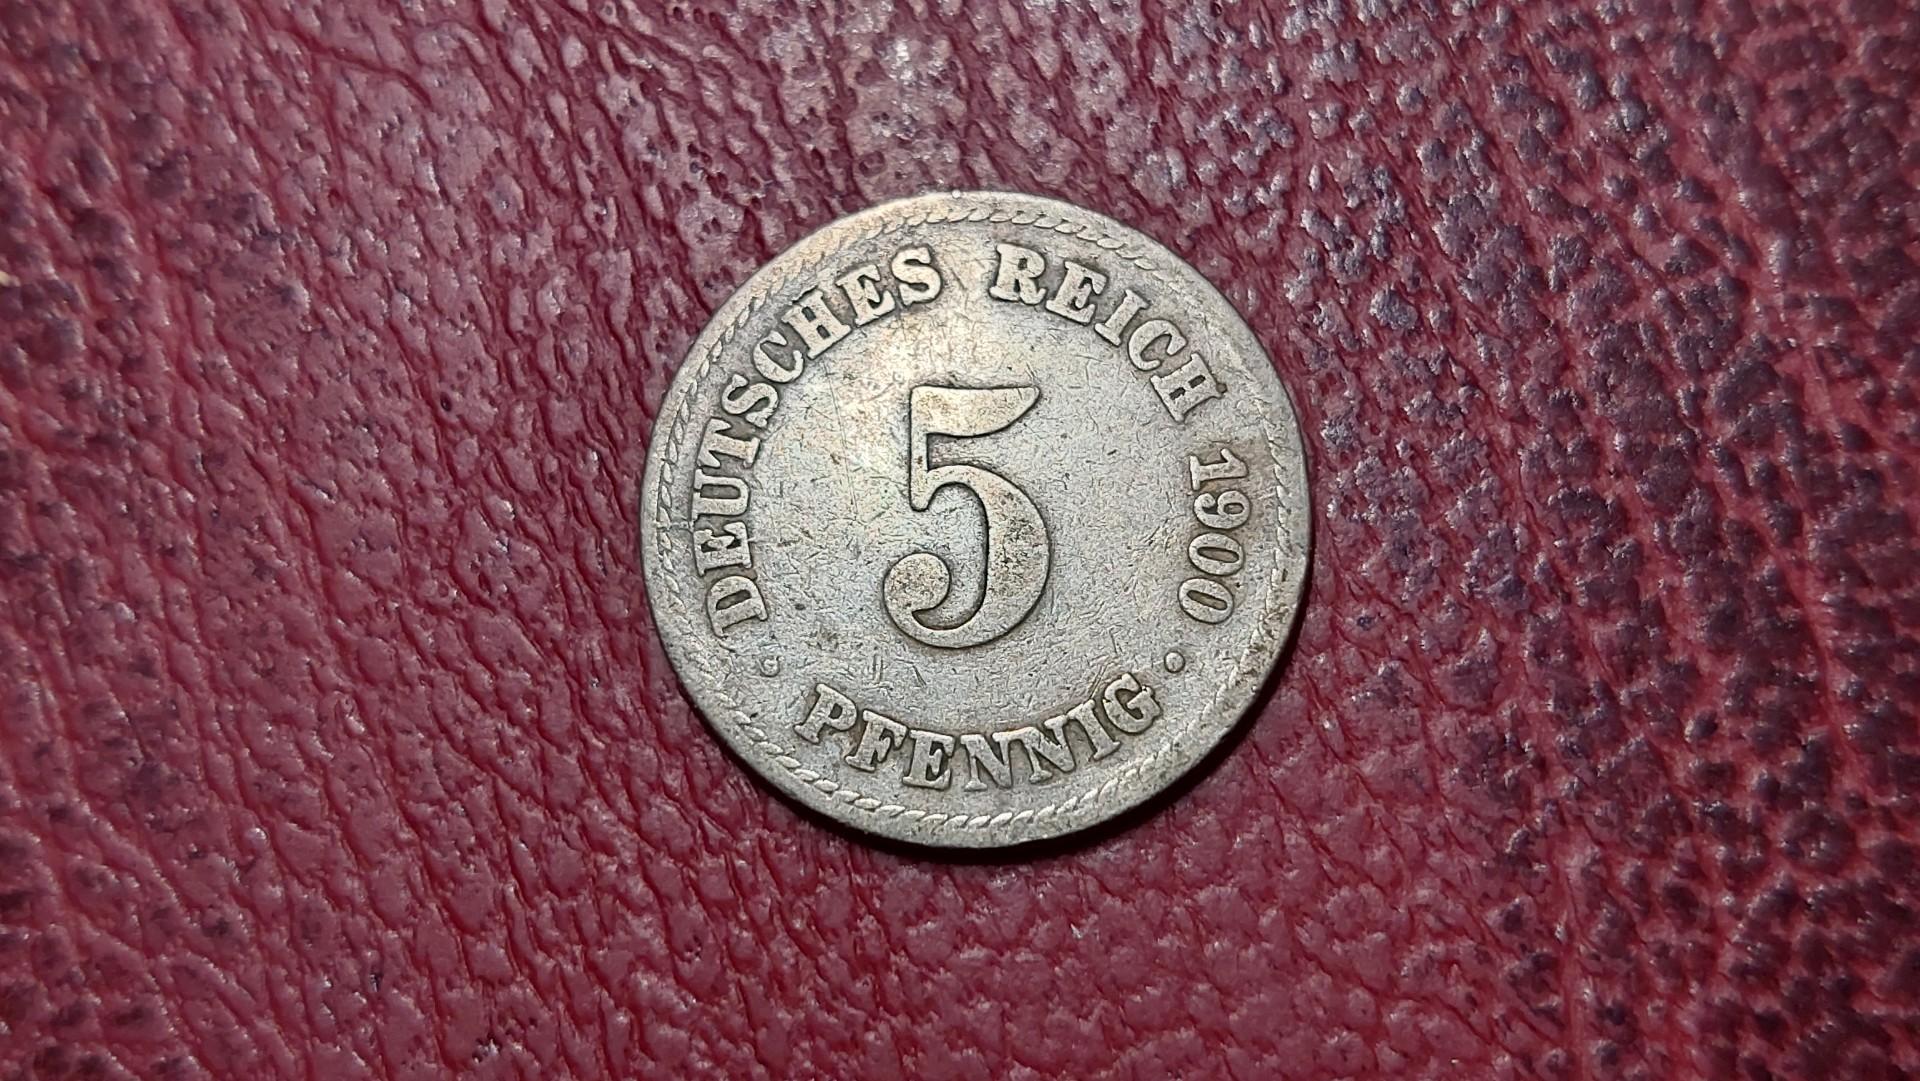 DEUTSCHES REICH 1900
5
· PFENNIG ·